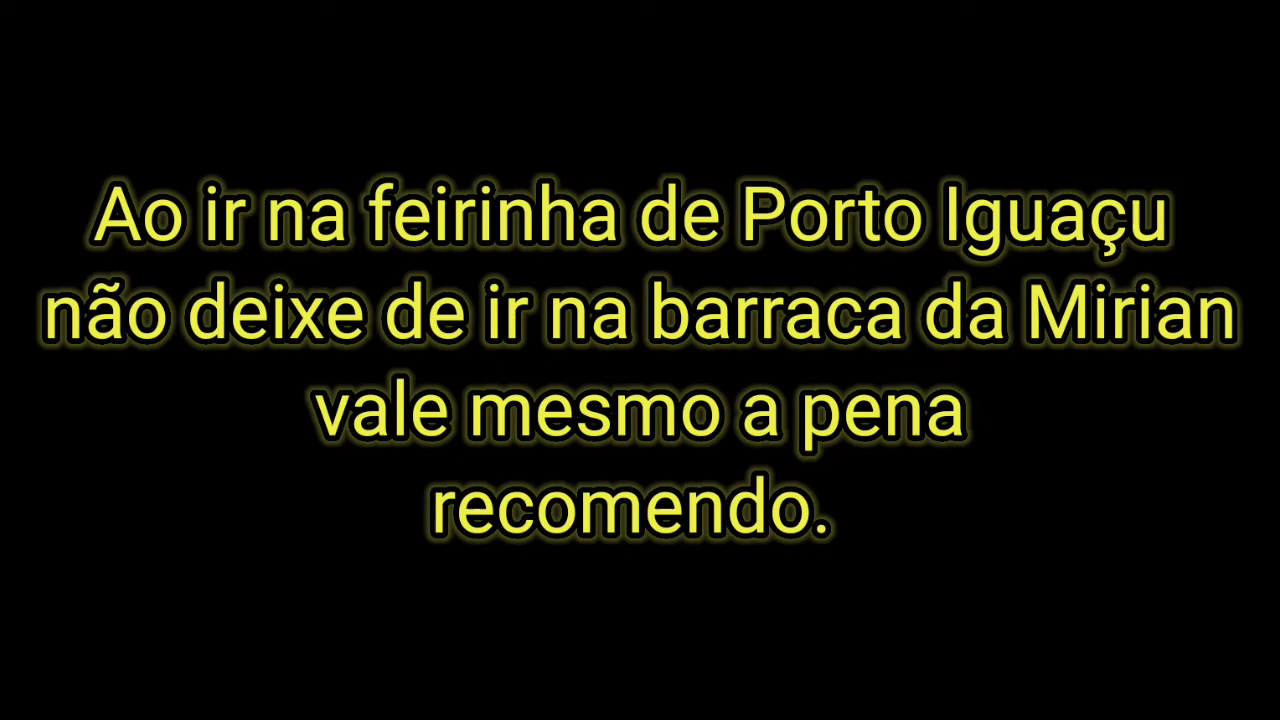 Ao ir na feirinha de Porto Iguaçu
não deixe de ir na barraca da Mirian
vale mesmo a pena
recomendo.